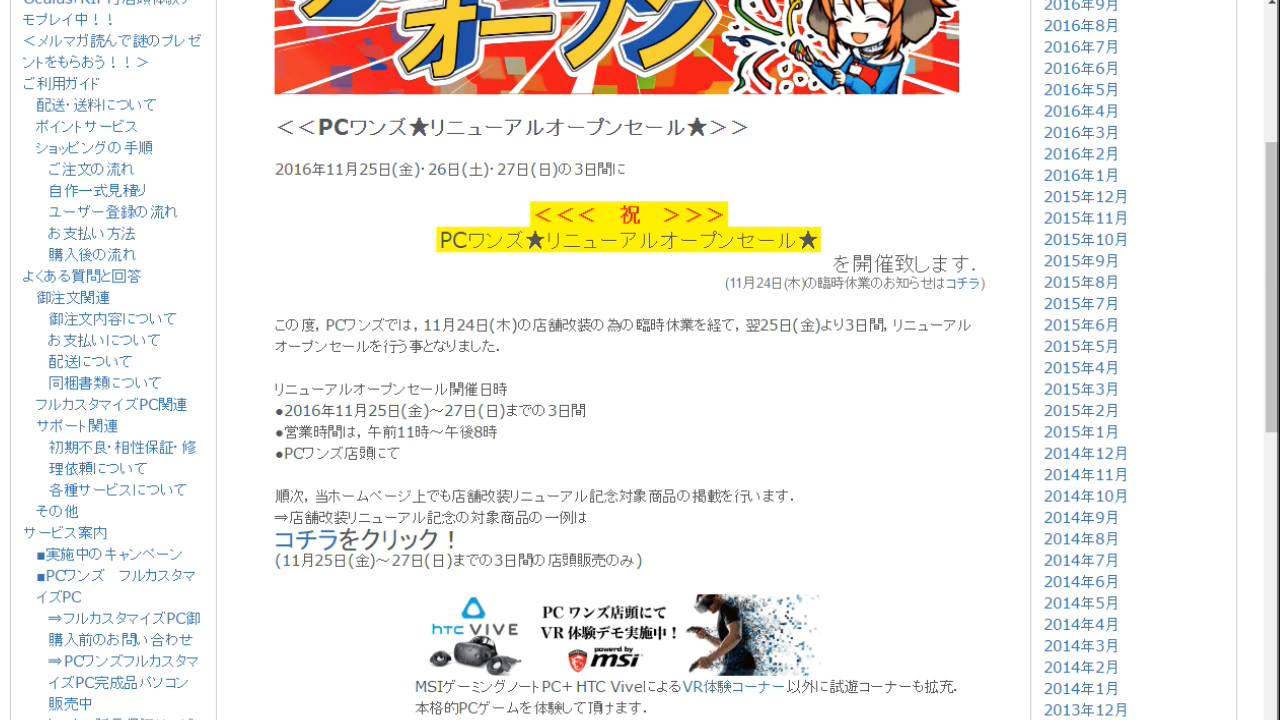 モプレイ中！！
＜メルマガ読んで謎のプレゼ
ントをもらおう！！＞
ご利用ガイド
配送・送料について
ポイントサービス
ショッピングの手順
ご注文の流れ
自作一式見積り
ユーザー登録の流れ
お支払い方法
購入後の流れ
よくある質問と回答
御注文関連
御注文内容について
お支払いについて
配送について
同梱書類について
フルカスタマイズPC関連
サポート関連
初期不良・相性保証・修
理依頼について
各種サービスについて
その他
サービス案内
■実施中のキャンペーン
■PCワンズ　フルカスタマ
イズPC
⇒フルカスタマイズPC御
購入前のお問い合わせ
⇒PCワンズフルカスタマ
イズPC完成品パソコン
販売中
オープン
＜＜PCワンズ★リニューアルオープンセール★＞＞
2016年11月25日(金)・26日(土)・27日(日)の3日間に
＜＜＜　祝　＞＞＞
PCワンズ★リニューアルオープンセール★
を開催致します．
(11月24日(木)の臨時休業のお知らせはコチラ)
この度，PCワンズでは，11月24日(木)の店舗改装の為の臨時休業を経て，翌25日(金)より3日間，リニューアル
オープンセールを行う事となりました．
リニューアルオープンセール開催日時
●2016年11月25日(金)～27日(日)までの3日間
●営業時間は，午前11時～午後8時
●PCワンズ店頭にて
順次，当ホームページ上でも店舗改装リニューアル記念対象商品の掲載を行います．
⇒店舗改装リニューアル記念の対象商品の一例は
コチラをクリック！
(11月25日(金)～27日(日)までの3日間の店頭販売のみ)
htc VIVE
PC ワンズ店頭にて
VR 体験デモ実施中！
powered by
msi
MSIゲーミングノートPC＋HTC ViveによるVR体験コーナー以外に試遊コーナーも拡充．
本格的PCゲームを体験して頂けます．
2016年9月
2016年8月
2016年7月
2016年6月
2016年5月
2016年4月
2016年3月
2016年2月
2016年1月
2015年12月
2015年11月
2015年10月
2015年9月
2015年8月
2015年7月
2015年6月
2015年5月
2015年4月
2015年3月
2015年2月
2015年1月
2014年12月
2014年11月
2014年10月
2014年9月
2014年8月
2014年7月
2014年6月
2014年5月
2014年4月
2014年3月
2014年2月
2014年1月
2013年12月